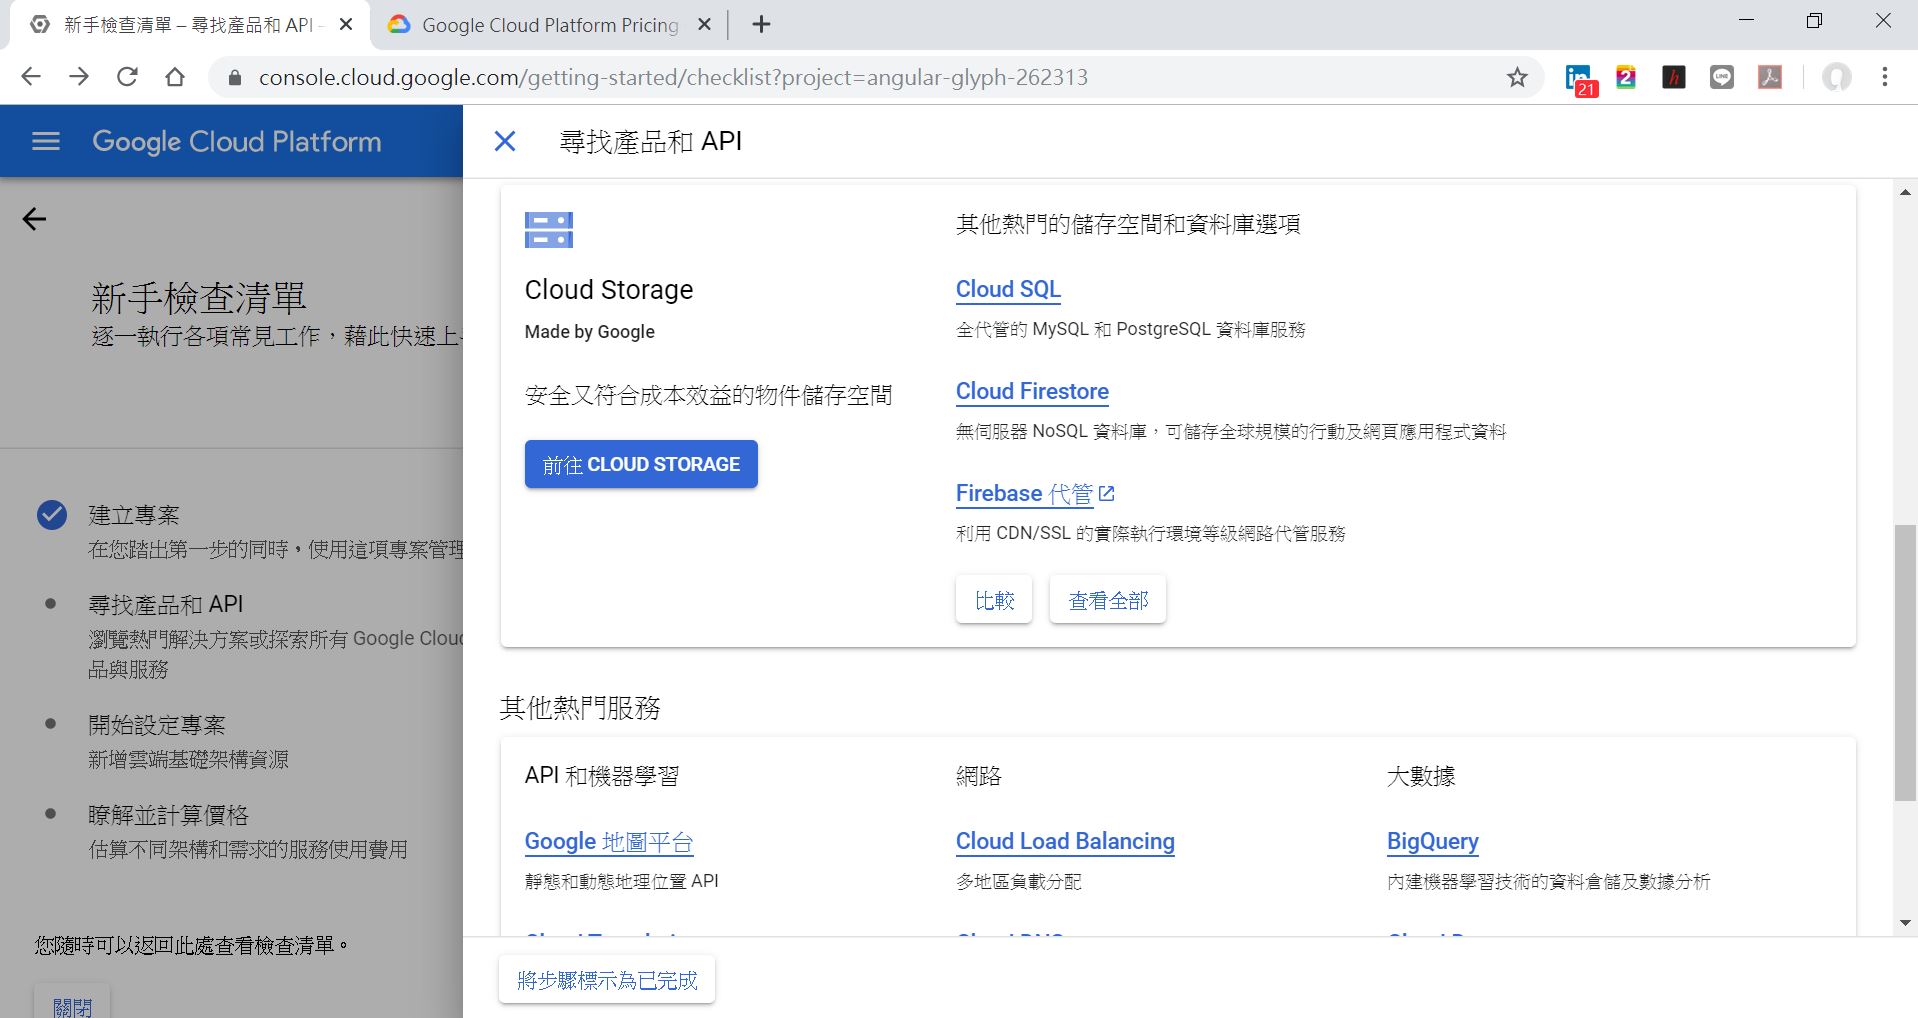 新手檢查清單 – 尋找產品和 API -
Google Cloud Platform Pricing
console.cloud.google.com/getting-started/checklist?project=angular-glyph-262313
21
2
h
LINE
Google Cloud Platform
尋找產品和 API
新手檢查清單
逐一執行各項常見工作，藉此快速上
建立專案
在您踏出第一步的同時，使用這項專案管理
尋找產品和 API
瀏覽熱門解決方案或探索所有 Google Clou
品與服務
開始設定專案
新增雲端基礎架構資源
瞭解並計算價格
估算不同架構和需求的服務使用費用
您隨時可以返回此處查看檢查清單。
關閉
Cloud Storage
Made by Google
安全又符合成本效益的物件儲存空間
前往 CLOUD STORAGE
其他熱門的儲存空間和資料庫選項
Cloud SQL
全代管的 MySQL 和 PostgreSQL 資料庫服務
Cloud Firestore
無伺服器 NoSQL 資料庫，可儲存全球規模的行動及網頁應用程式資料
Firebase 代管
利用 CDN/SSL 的實際執行環境等級網路代管服務
比較
查看全部
其他熱門服務
API 和機器學習
Google 地圖平台
靜態和動態地理位置 API
網路
Cloud Load Balancing
多地區負載分配
大數據
BigQuery
內建機器學習技術的資料倉儲及數據分析
將步驟標示為已完成